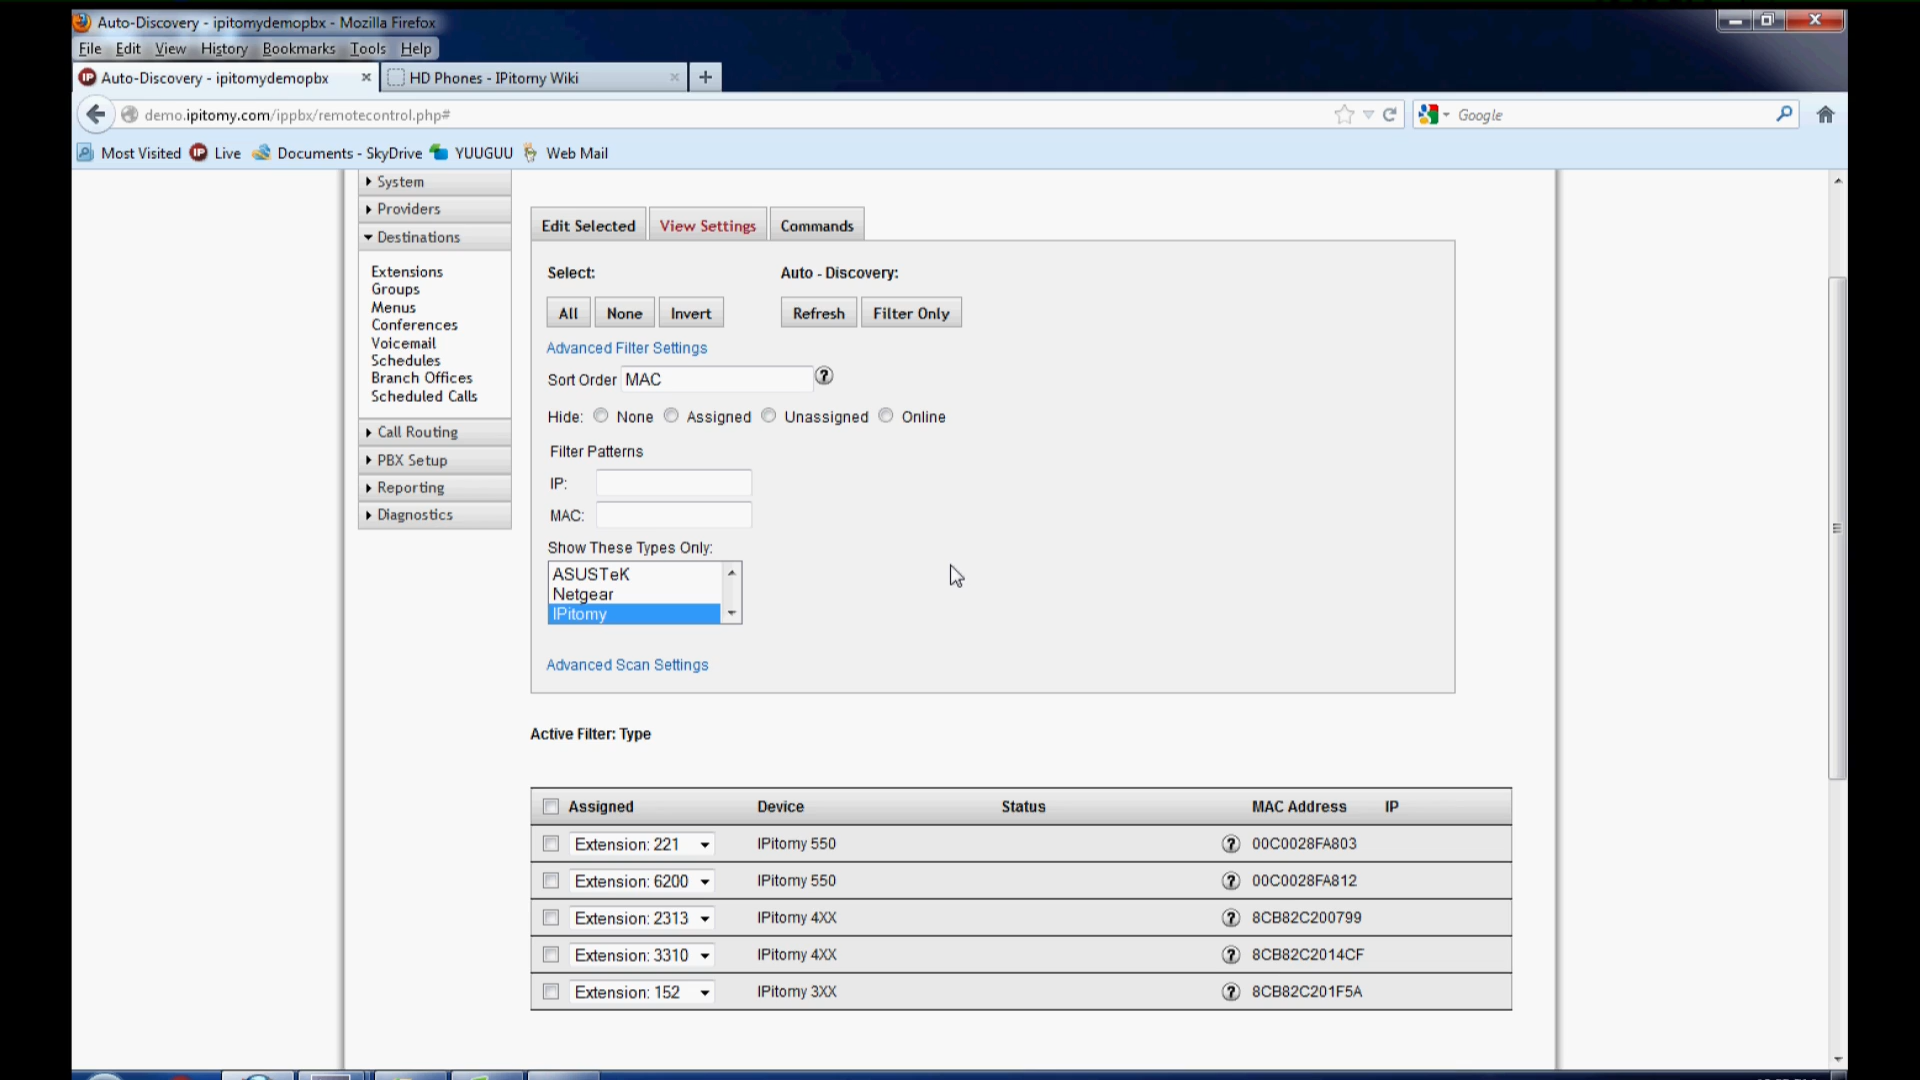 Auto-Discovery - ipitomydemopbx - Mozilla Firefox
File Edit View History Bookmarks Tools Help
Auto-Discovery - ipitomydemopbx × HD Phones - IPitomy Wiki × +
demo.ipitomy.com/ippbx/remotecontrol.php# Google
Most Visited Live Documents - SkyDrive YUUGUU Web Mail
System
Providers
Destinations
Extensions
Groups
Menus
Conferences
Voicemail
Schedules
Branch Offices
Scheduled Calls
Call Routing
PBX Setup
Reporting
Diagnostics
Edit Selected View Settings Commands
Select: Auto - Discovery:
All None Invert Refresh Filter Only
Advanced Filter Settings
Sort Order MAC ?
Hide: None Assigned Unassigned Online
Filter Patterns
IP:
MAC:
Show These Types Only:
ASUSTeK
Netgear
IPitomy
Advanced Scan Settings
Active Filter: Type
Assigned Device Status MAC Address IP
Extension: 221 IPitomy 550 ? 00C0028FA803
Extension: 6200 IPitomy 550 ? 00C0028FA812
Extension: 2313 IPitomy 4XX ? 8CB82C200799
Extension: 3310 IPitomy 4XX ? 8CB82C2014CF
Extension: 152 IPitomy 3XX ? 8CB82C201F5A